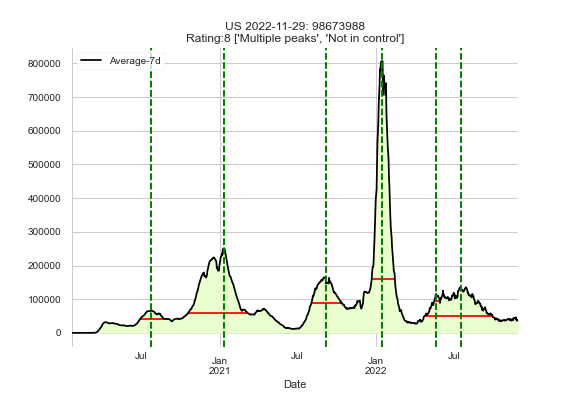 US 2022-11-29: 98673988
Rating:8 ['Multiple peaks', 'Not in control']
Average-7d
800000
700000
600000
500000
400000
300000
200000
100000
0
Jul
Jan
2021
Jul
Jan
2022
Jul
Date